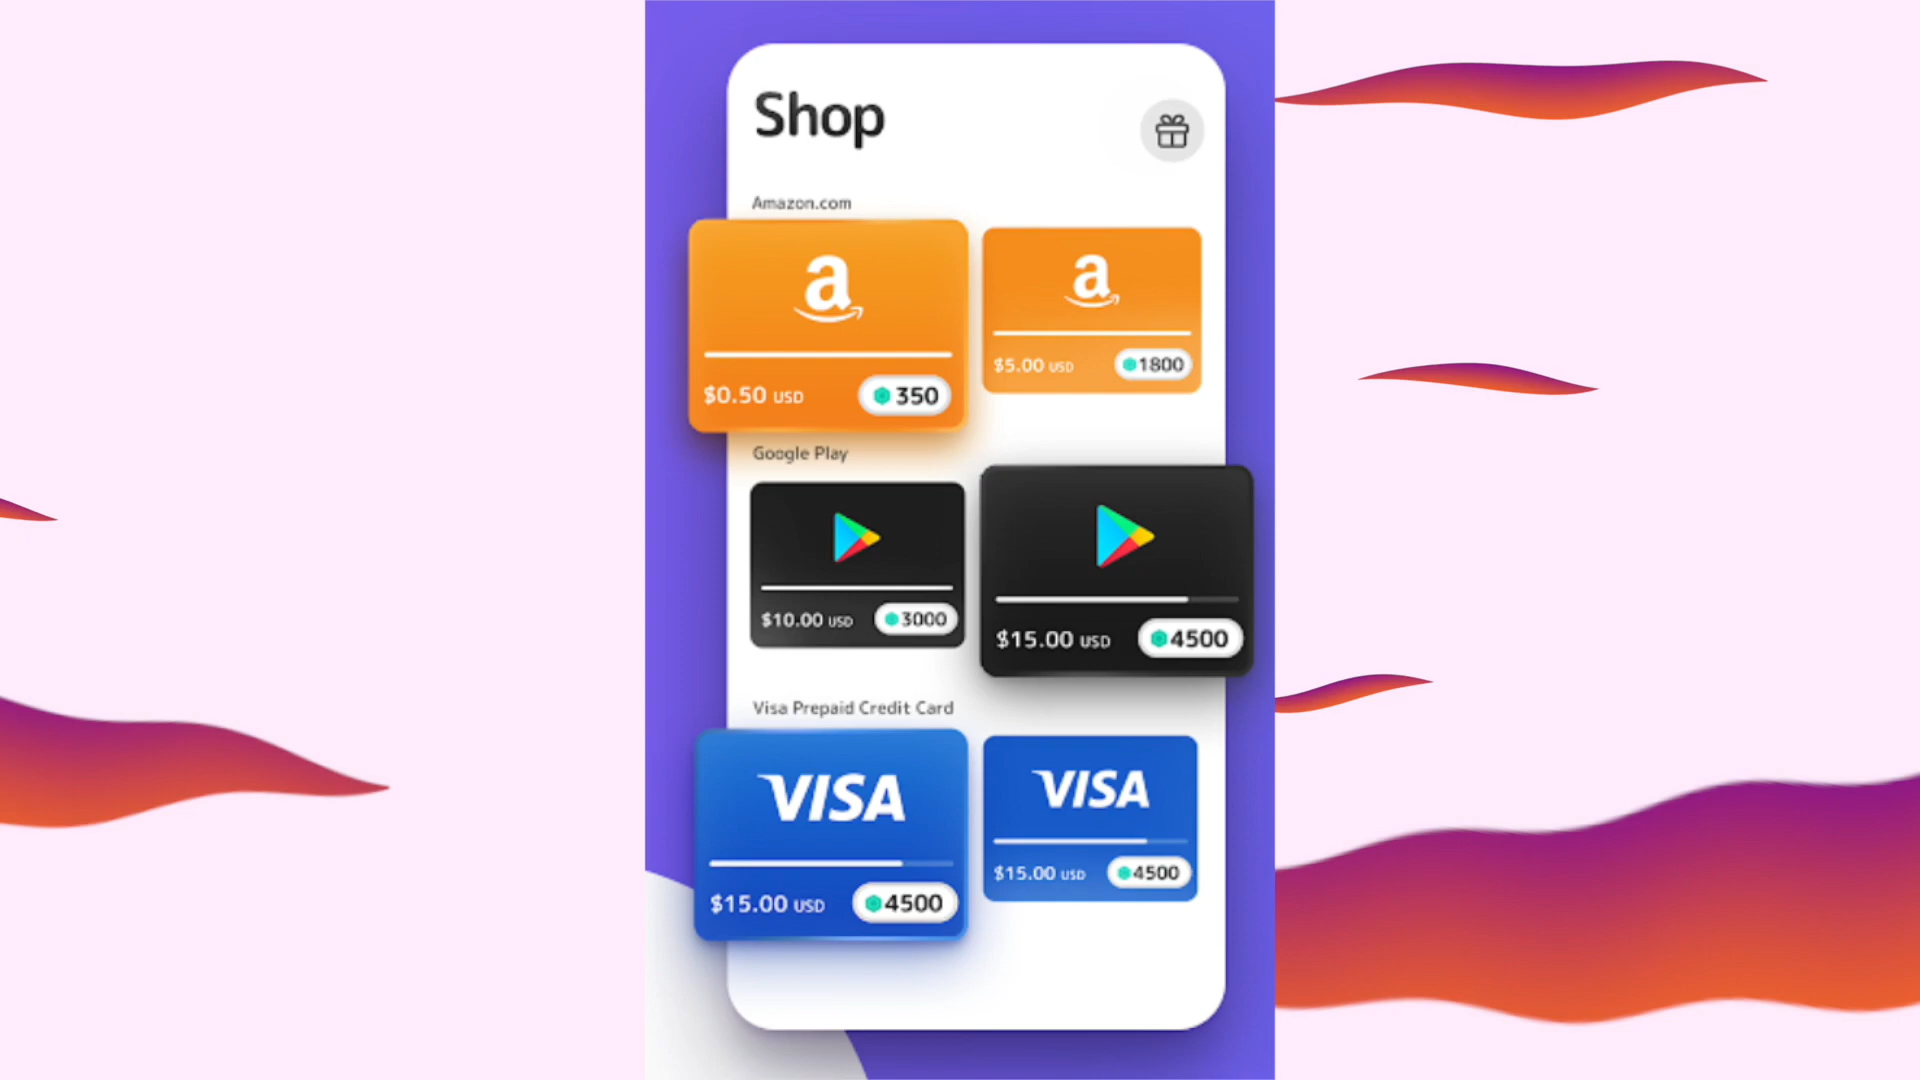 Shop
Amazon.com
a
$0.50 USD 350
a
$5.00 USD 1800
Google Play
$10.00 USD 3000
$15.00 USD 4500
Visa Prepaid Credit Card
VISA
$15.00 USD 4500
VISA
$15.00 USD 4500